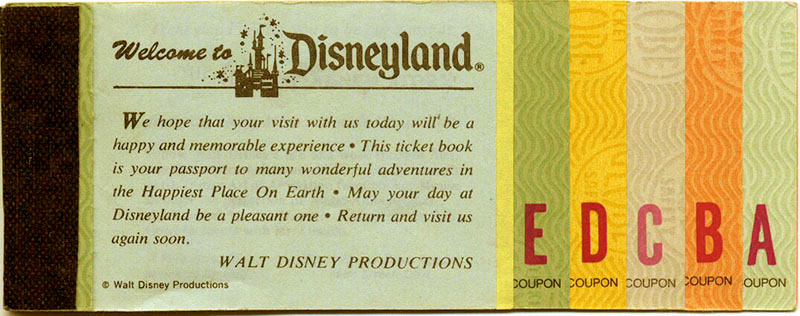 Welcome to Disneyland®
We hope that your visit with us today will be a
happy and memorable experience • This ticket book
is your passport to many wonderful adventures in
the Happiest Place On Earth • May your day at
Disneyland be a pleasant one • Return and visit us
again soon.
WALT DISNEY PRODUCTIONS
© Walt Disney Productions
E D C B A
COUPON COUPON COUPON COUPON COUPON